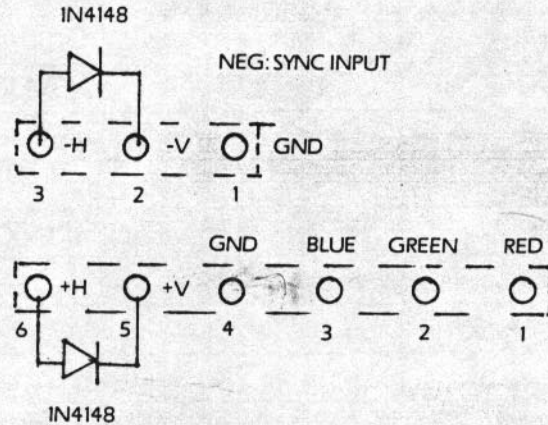 1N4148
NEG: SYNC INPUT
-H -V GND
3 2 1
GND BLUE GREEN RED
+H +V
6 5 4 3 2 1
1N4148